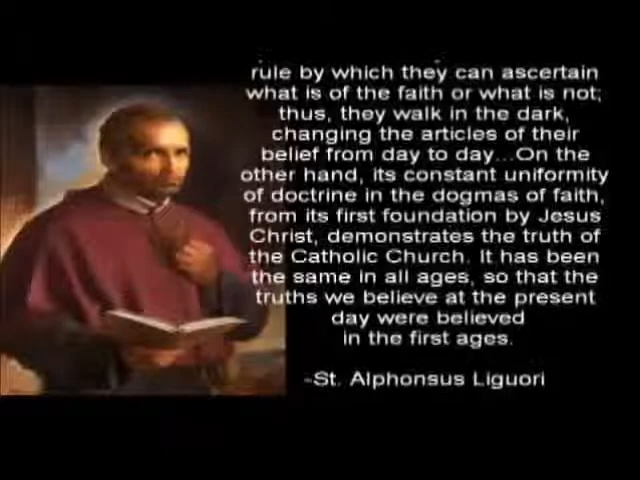 rule by which they can ascertain
what is of the faith or what is not;
thus, they walk in the dark,
changing the articles of their
belief from day to day...On the
other hand, its constant uniformity
of doctrine in the dogmas of faith,
from its first foundation by Jesus
Christ, demonstrates the truth of
the Catholic Church. It has been
the same in all ages, so that the
truths we believe at the present
day were believed
in the first ages.
-St. Alphonsus Liguori